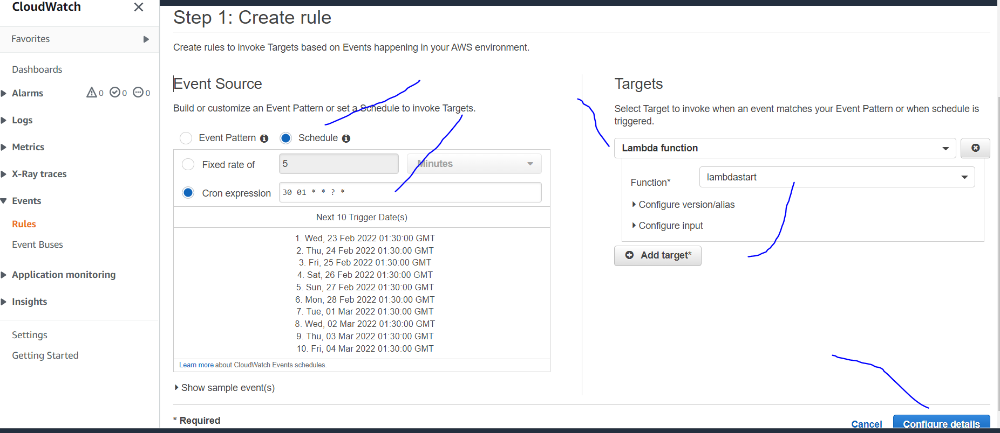 CloudWatch
Favorites
Dashboards
Alarms 0 0 0
Logs
Metrics
X-Ray traces
Events
Rules
Event Buses
Application monitoring
Insights
Settings
Getting Started
Step 1: Create rule
Create rules to invoke Targets based on Events happening in your AWS environment.
Event Source
Build or customize an Event Pattern or set a Schedule to invoke Targets.
Event Pattern Schedule
Fixed rate of 5 Minutes
Cron expression 30 01 * * ? *
Next 10 Trigger Date(s)
1. Wed, 23 Feb 2022 01:30:00 GMT
2. Thu, 24 Feb 2022 01:30:00 GMT
3. Fri, 25 Feb 2022 01:30:00 GMT
4. Sat, 26 Feb 2022 01:30:00 GMT
5. Sun, 27 Feb 2022 01:30:00 GMT
6. Mon, 28 Feb 2022 01:30:00 GMT
7. Tue, 01 Mar 2022 01:30:00 GMT
8. Wed, 02 Mar 2022 01:30:00 GMT
9. Thu, 03 Mar 2022 01:30:00 GMT
10. Fri, 04 Mar 2022 01:30:00 GMT
Learn more about CloudWatch Events schedules.
Show sample event(s)
Targets
Select Target to invoke when an event matches your Event Pattern or when schedule is
triggered.
Lambda function
Function* lambdastart
Configure version/alias
Configure input
Add target*
* Required
Cancel Configure details